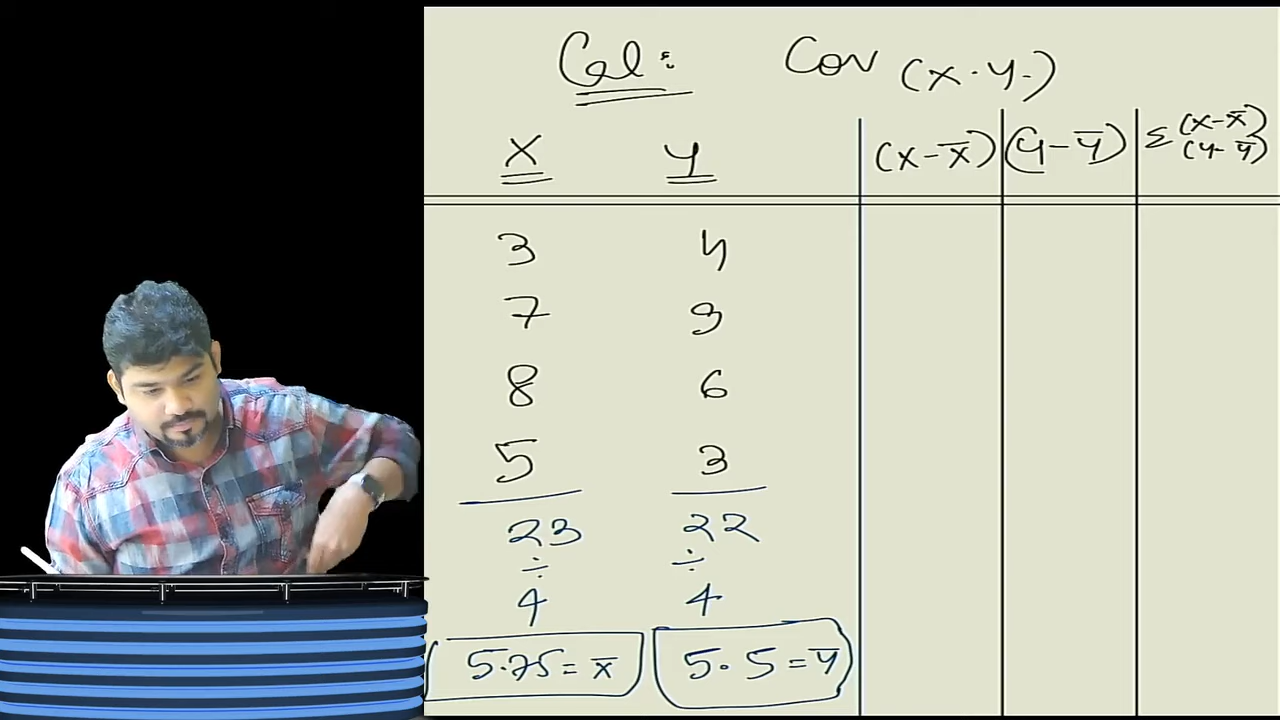 Cal: Cov (x.y.)
x y (x-x̅) (y-y̅) Σ(x-x̅)(y-y̅)
3 4
7 9
8 6
5 3
23 22
÷ ÷
4 4
5.75=x̅ 5.5=y̅